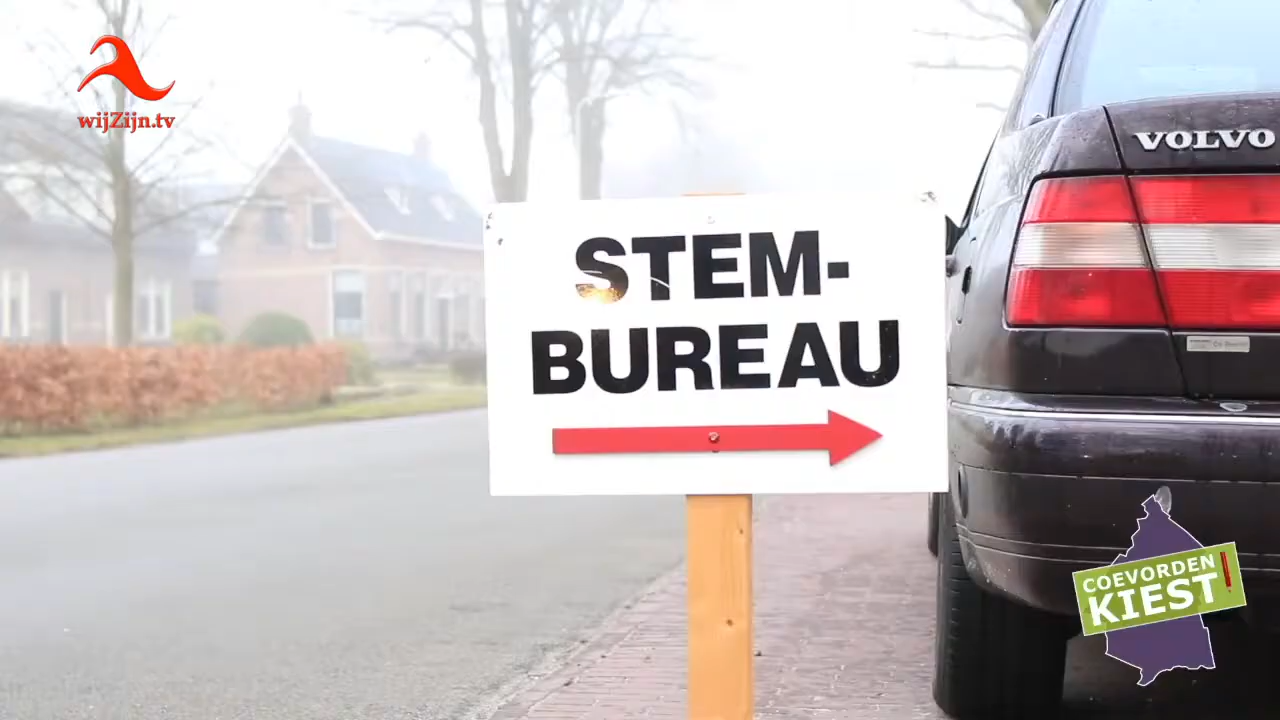 wijZijn.tv
VOLVO
STEM-
BUREAU
COEVORDEN
KIEST!